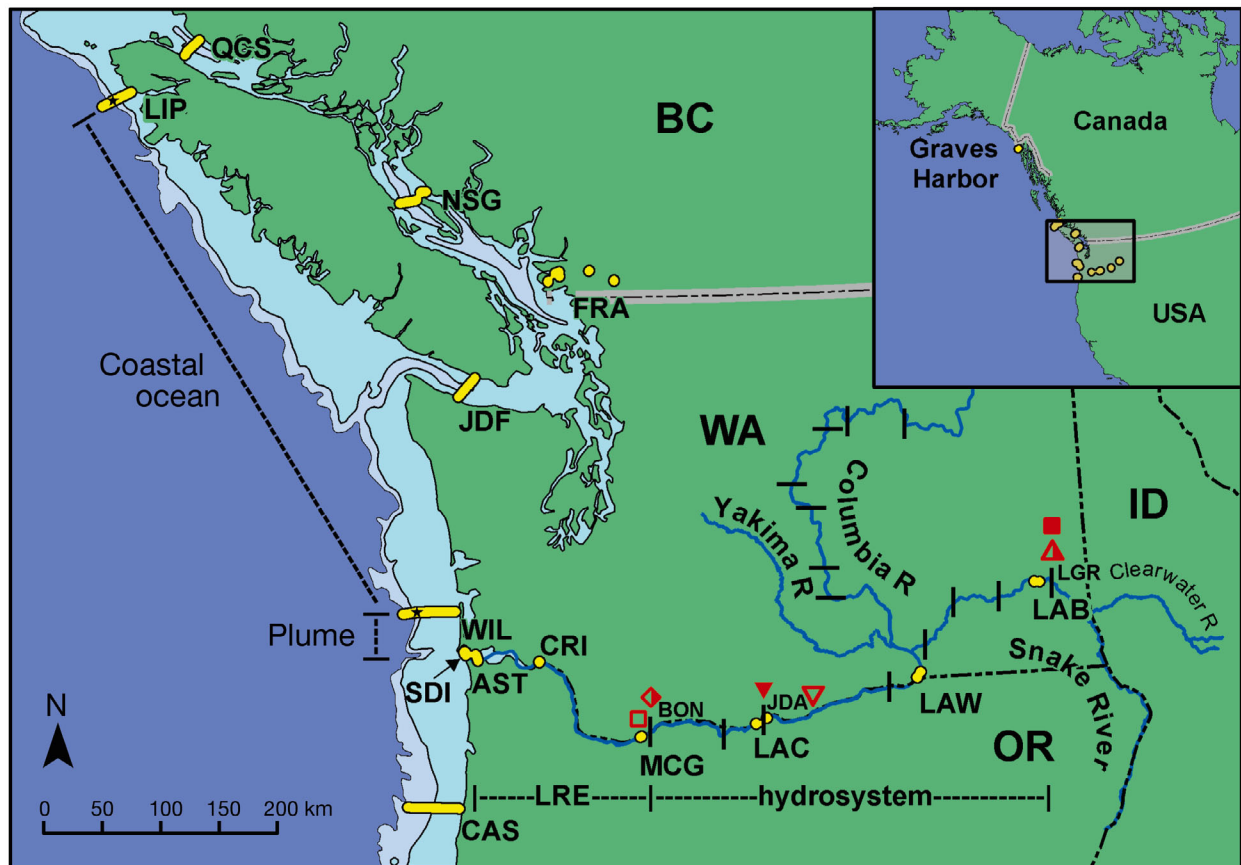 QCS
LIP
BC
NSG
FRA
Coastal
ocean
JDF
Canada
Graves
Harbor
USA
WA
ID
Columbia R
Yakima R
LGR
Clearwater R
LAB
Snake River
Plume
WIL
CRI
SDI
AST
BON
JDA
LAW
MCG
LAC
OR
N
LRE
hydrosystem
0 50 100 150 200 km
CAS